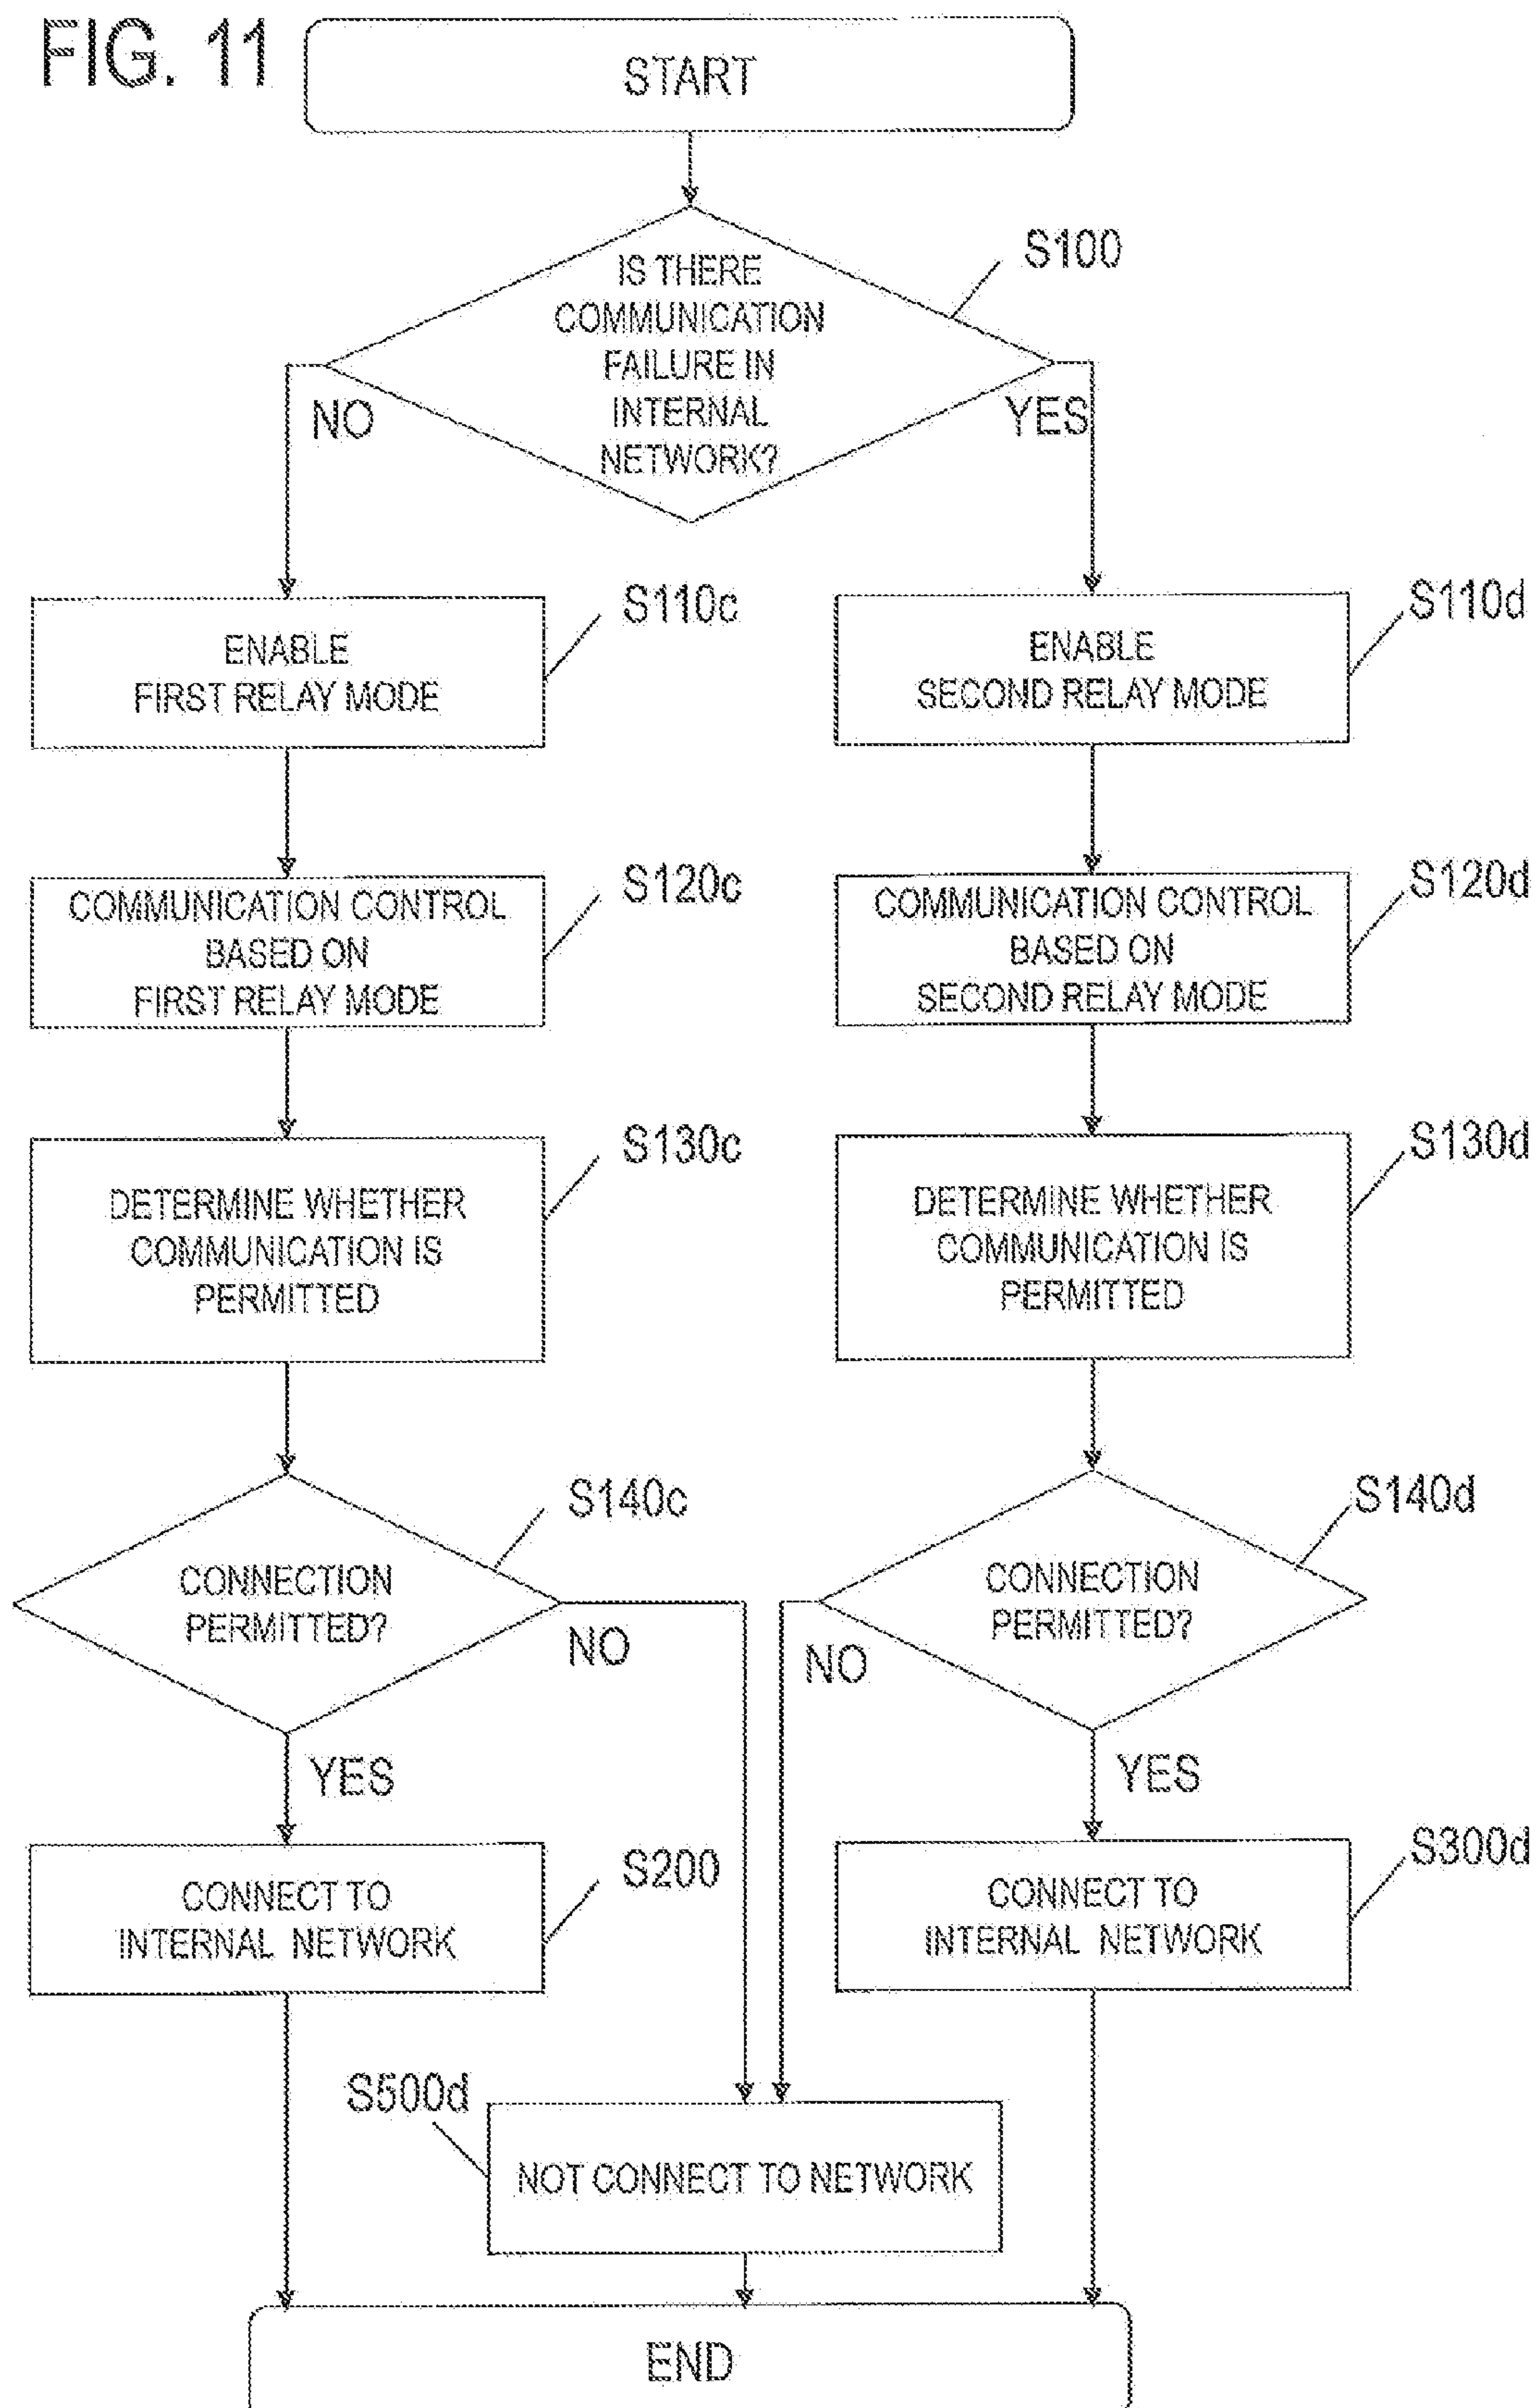 FIG. 11
START
S100
IS THERE
COMMUNICATION
FAILURE IN
INTERNAL
NETWORK?
NO
YES
S110c
ENABLE
FIRST RELAY MODE
S110d
ENABLE
SECOND RELAY MODE
S120c
COMMUNICATION CONTROL
BASED ON
FIRST RELAY MODE
S120d
COMMUNICATION CONTROL
BASED ON
SECOND RELAY MODE
S130c
DETERMINE WHETHER
COMMUNICATION IS
PERMITTED
S130d
DETERMINE WHETHER
COMMUNICATION IS
PERMITTED
S140c
CONNECTION
PERMITTED?
NO
YES
S140d
CONNECTION
PERMITTED?
NO
YES
S200
CONNECT TO
INTERNAL NETWORK
S300d
CONNECT TO
INTERNAL NETWORK
S500d
NOT CONNECT TO NETWORK
END